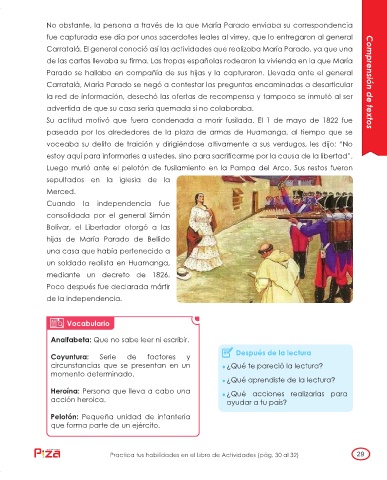 No obstante, la persona a través de la que María Parado enviaba su correspondencia
fue capturada ese día por unos sacerdotes leales al virrey, que lo entregaron al general
Carratalá. El general conoció así las actividades que realizaba María Parado, ya que una
de las cartas llevaba su firma. Las tropas españolas rodearon la vivienda en la que María
Parado se hallaba en compañía de sus hijas y la capturaron. Llevada ante el general
Carratalá, María Parado se negó a contestar las preguntas encaminadas a desarticular
la red de información, desechó las ofertas de recompensa y tampoco se inmutó al ser
advertida de que su casa sería quemada si no colaboraba.
Su actitud motivó que fuera condenada a morir fusilada. El 1 de mayo de 1822 fue
paseada por los alrededores de la plaza de armas de Huamanga, al tiempo que se
voceaba su delito de traición y dirigiéndose altivamente a sus verdugos, les dijo: "No
estoy aquí para informarles a ustedes, sino para sacrificarme por la causa de la libertad".
Luego murió ante el pelotón de fusilamiento en la Pampa del Arco. Sus restos fueron
sepultados en la iglesia de la
Merced.
Cuando la independencia fue
consolidada por el general Simón
Bolívar, el Libertador otorgó a las
hijas de María Parado de Bellido
una casa que había pertenecido a
un soldado realista en Huamanga,
mediante un decreto de 1826.
Poco después fue declarada mártir
de la independencia.
Comprensión de textos
Vocabulario
Analfabeta: Que no sabe leer ni escribir.
Coyuntura: Serie de factores y
circunstancias que se presentan en un
momento determinado.
Heroína: Persona que lleva a cabo una
acción heroica.
Pelotón: Pequeña unidad de infantería
que forma parte de un ejército.
Después de la lectura
¿Qué te pareció la lectura?
¿Qué aprendiste de la lectura?
¿Qué acciones realizarías para
ayudar a tu país?
Piza
Practica tus habilidades en el Libro de Actividades (pág. 30 al 32)
29